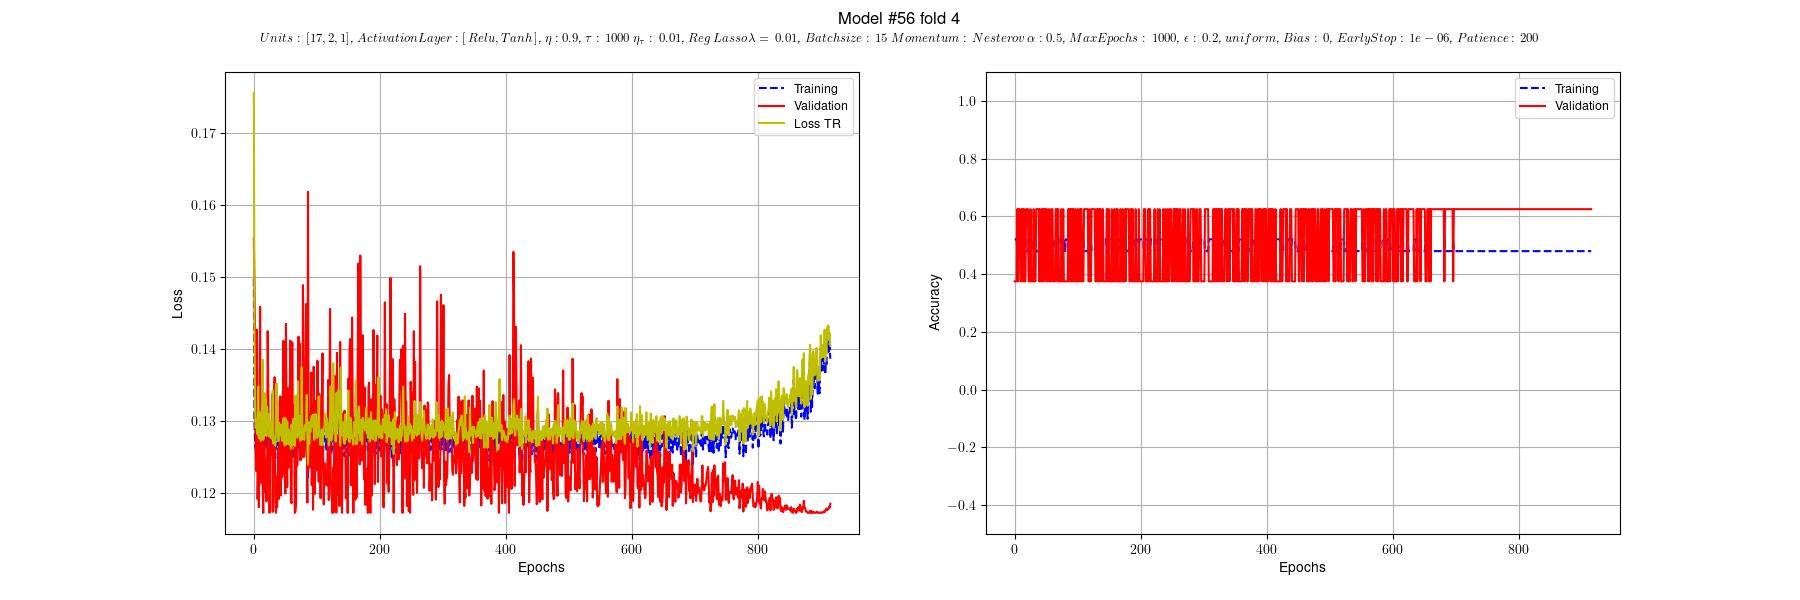 Model #56 fold 4
Units : [17, 2, 1], ActivationLayer : [ Relu, Tanh ], η : 0.9, τ : 1000 ητ : 0.01, Reg Lassoλ = 0.01, Batchsize : 15 Momentum : Nesterov α : 0.5, MaxEpochs : 1000, ϵ : 0.2, uniform, Bias : 0, EarlyStop : 1e − 06, Patience : 200
Training
Validation
Loss TR
0.17
0.16
0.15
0.14
0.13
0.12
Loss
0 200 400 600 800
Epochs
Training
Validation
1.0
0.8
0.6
0.4
0.2
0.0
−0.2
−0.4
Accuracy
0 200 400 600 800
Epochs